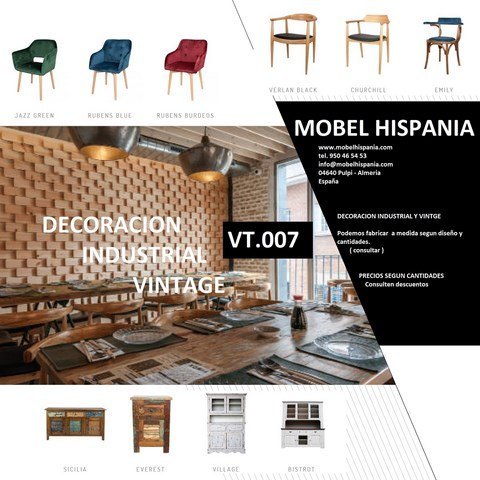 JAZZ GREEN
RUBENS BLUE
RUBENS BURDEUS
VERLAN BLACK
CHURCHILL
EMILY
MOBEL HISPANIA
www.mobelhispania.com
tel. 950 46 54 53
info@mobelhispania.com
04640 Pulpi - Almeria
España
DECORACION INDUSTRIAL Y VINTGE
Podemos fabricar a medida segun diseño y
cantidades.
( consultar )
PRECIOS SEGUN CANTIDADES
Consulten descuentos
DECORACION
INDUSTRIAL
VINTAGE
VT.007
SICILIA
EVEREST
VILLAGE
BISTROT